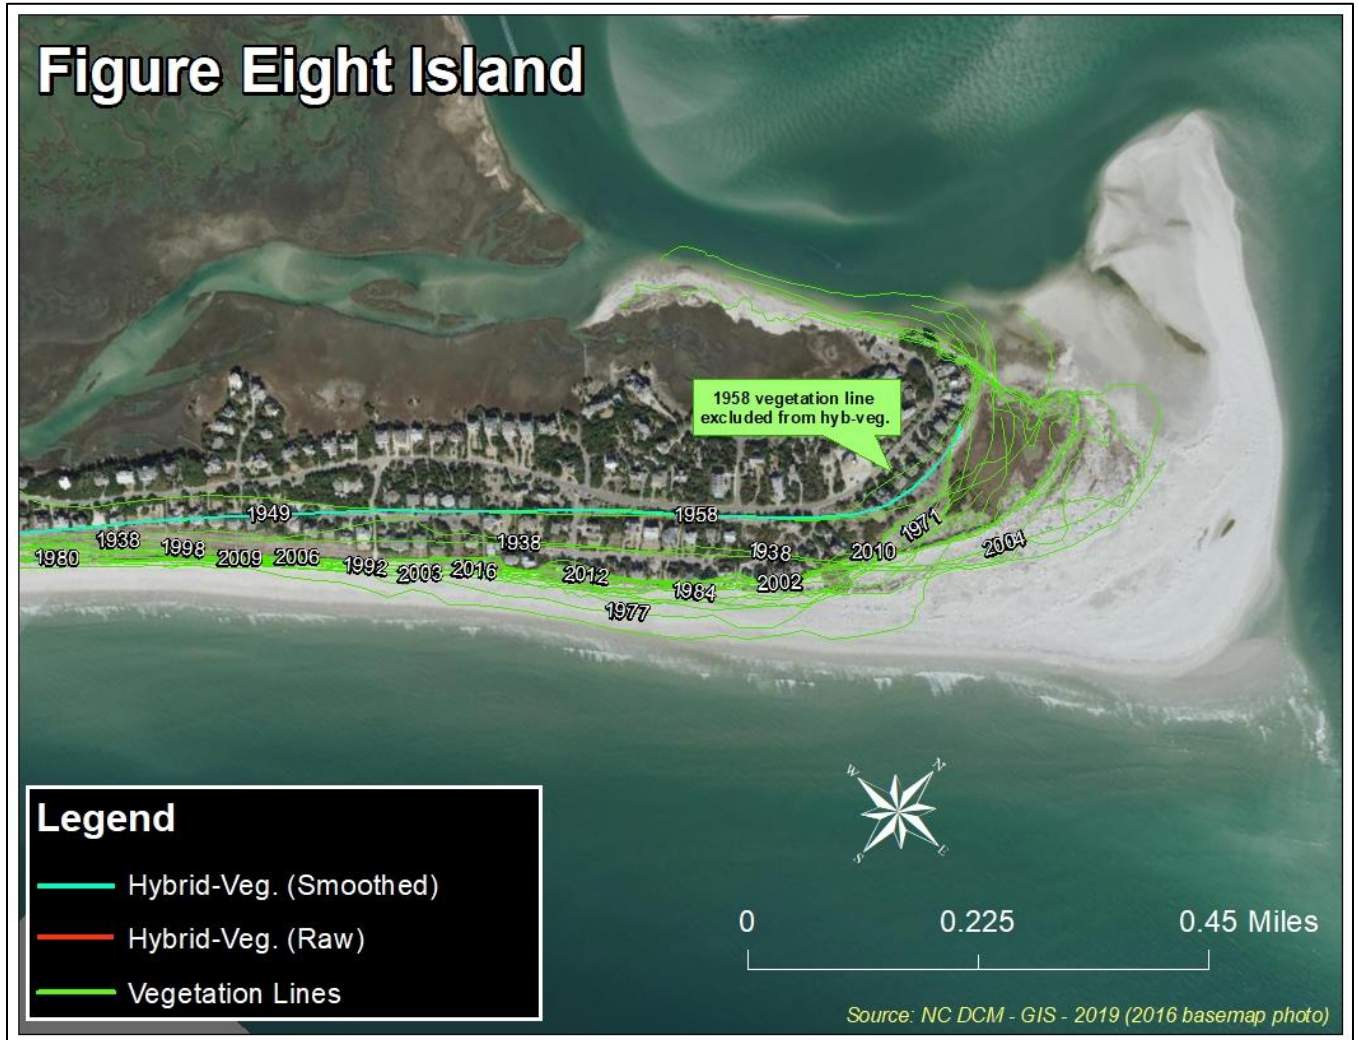 Figure Eight Island
1958 vegetation line
excluded from hyb-veg.
1949
1958
1971
1938
1938
1938
2010
2004
1980
1998
2009
2006
1992
2003
2016
2012
1984
2002
1977
N
W
S
E
Legend
Hybrid-Veg. (Smoothed)
Hybrid-Veg. (Raw)
Vegetation Lines
0
0.225
0.45 Miles
Source: NC DCM - GIS - 2019 (2016 basemap photo)